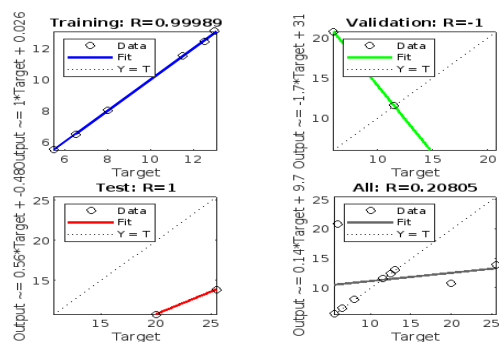 Training: R=0.99989
Output ~= 1*Target + 0.026
12
10
8
6
Data
Fit
Y = T
6
8
10
12
Target
Validation: R=-1
Output ~= -1.7*Target + 31
20
15
10
Data
Fit
Y = T
10
15
20
Target
Test: R=1
Output ~= 0.56*Target + -0.48
25
20
15
Data
Fit
Y = T
15
20
25
Target
All: R=0.20805
Output ~= 0.14*Target + 9.7
25
20
15
10
Data
Fit
Y = T
10
15
20
25
Target